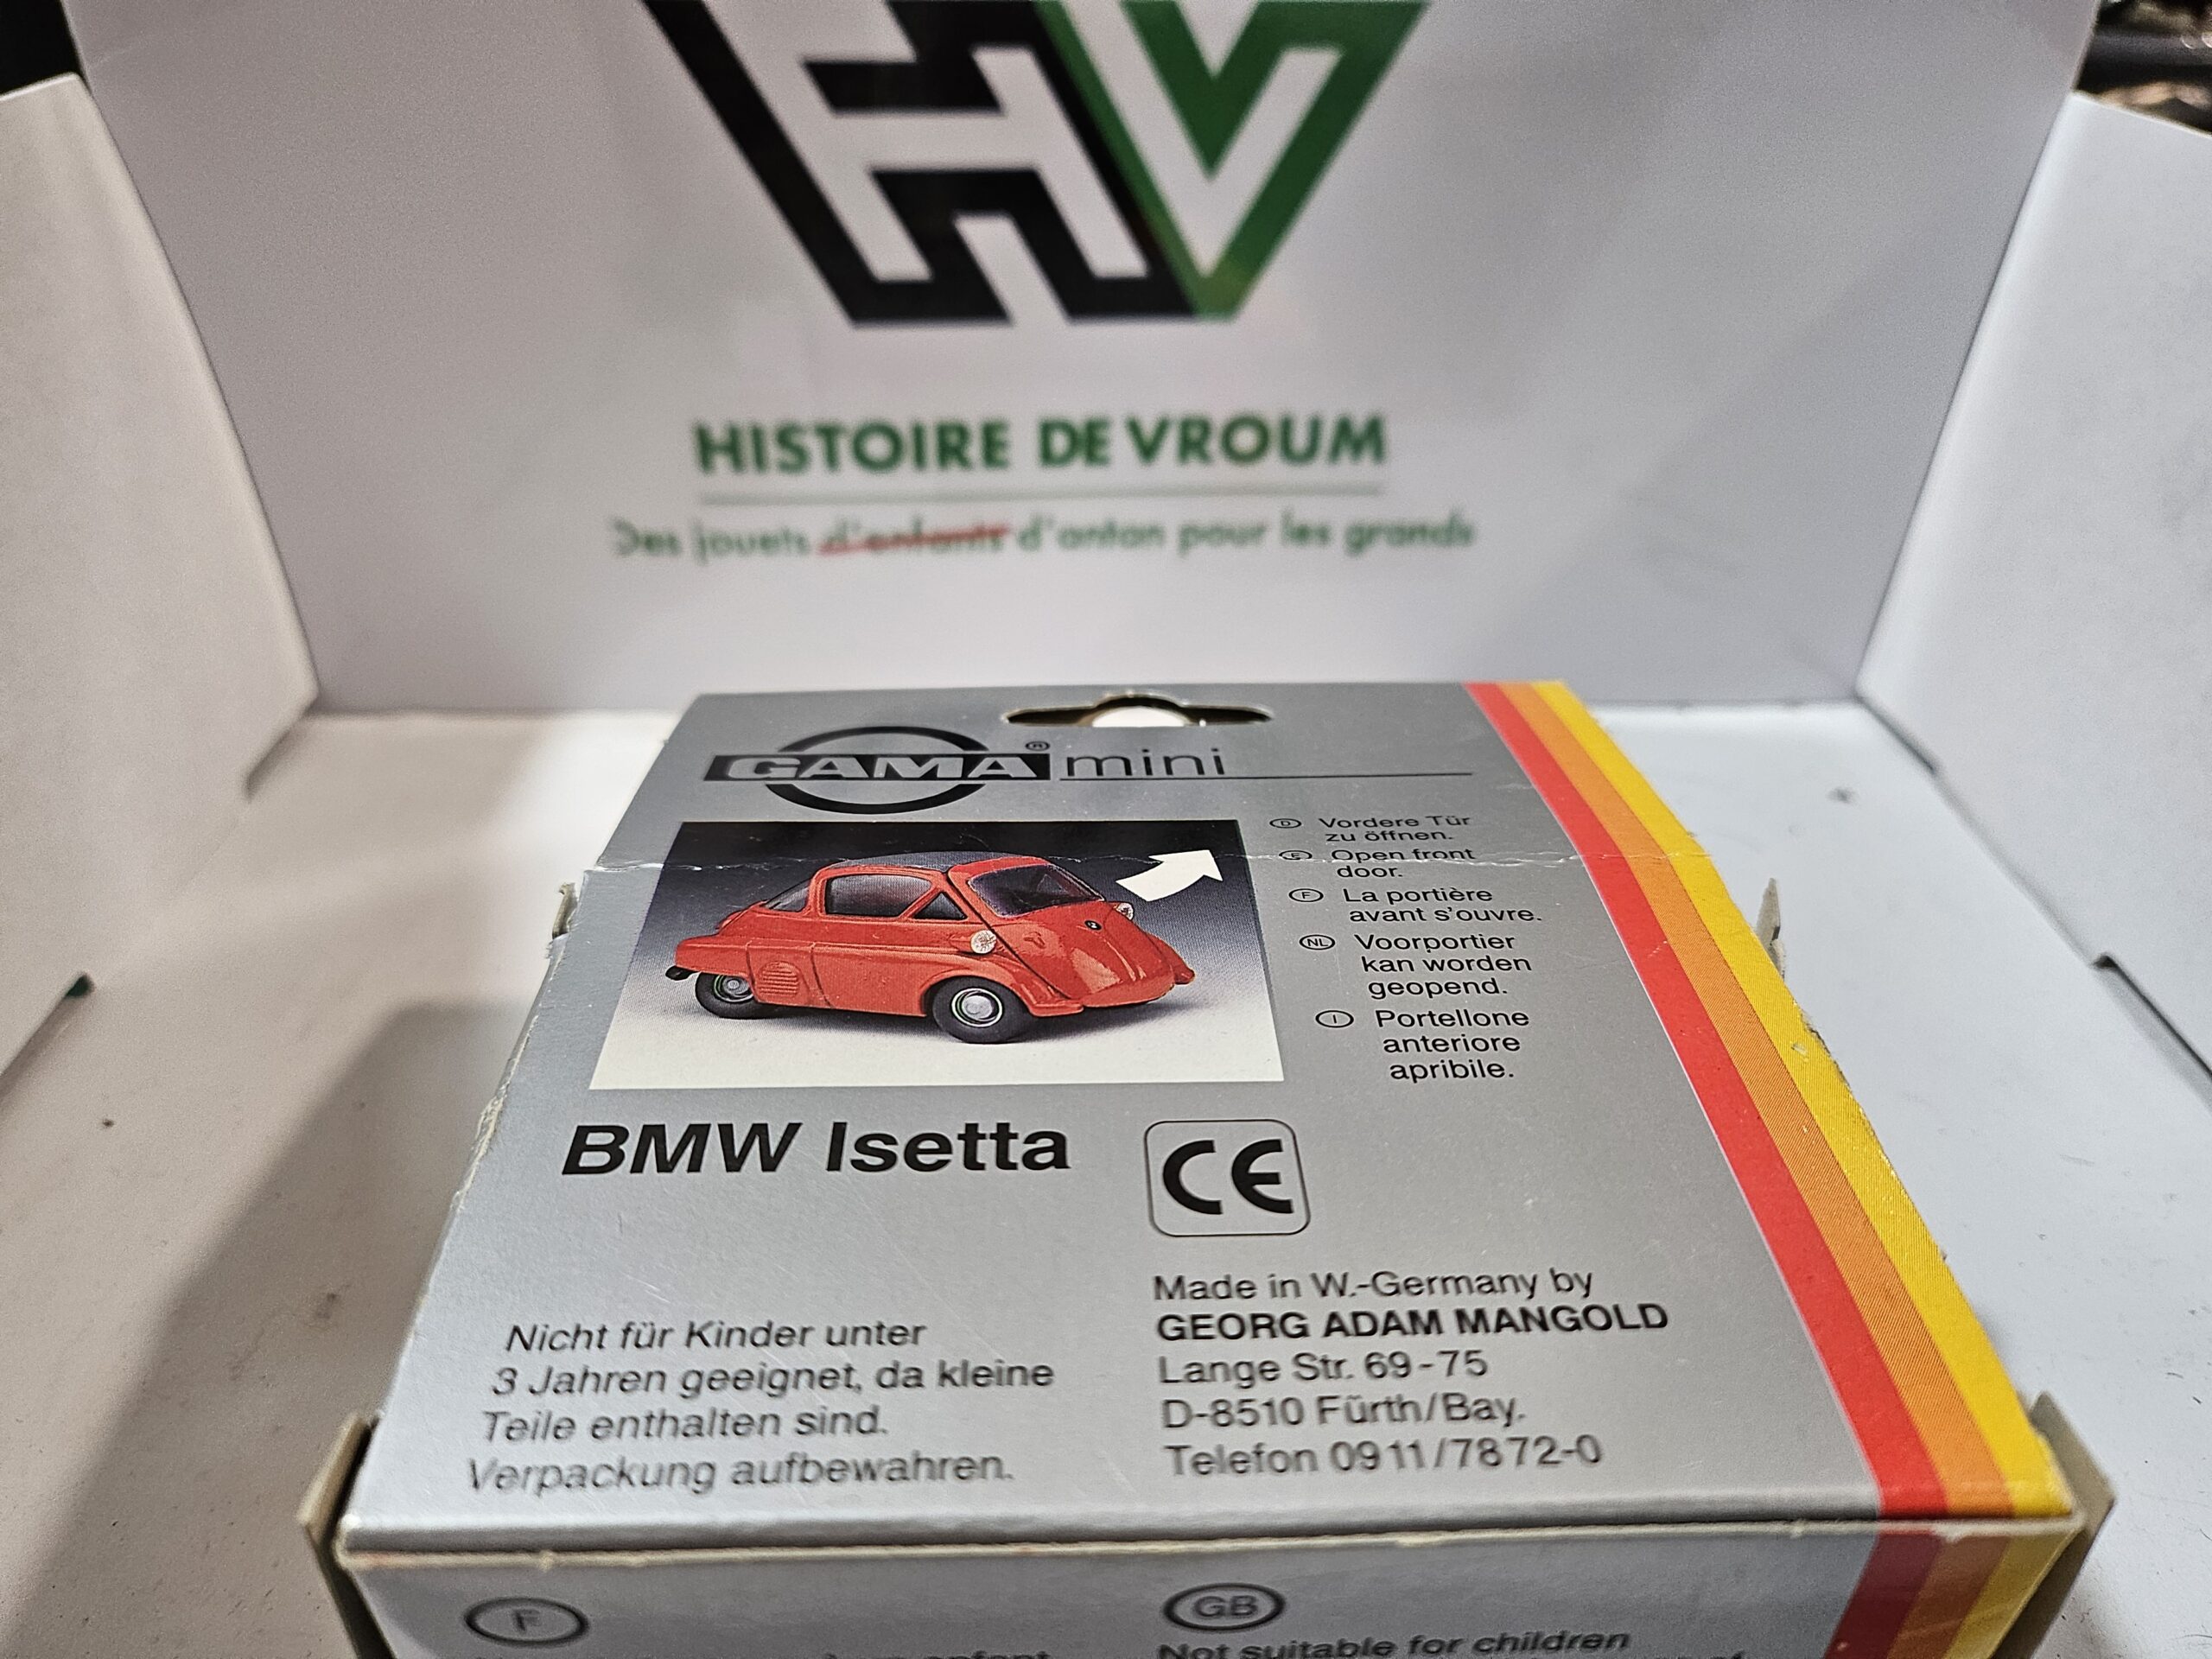 HV
HISTOIRE DE VROUM
Des jouets d'enfants d'antan pour les grands
GAMA® mini
D Vordere Tür
zu öffnen.
Open front
door.
F La portière
avant s'ouvre.
NL Voorportier
kan worden
geopend.
I Portellone
anteriore
apribile.
BMW Isetta
CE
Made in W.-Germany by
GEORG ADAM MANGOLD
Lange Str. 69-75
D-8510 Fürth/Bay.
Telefon 0911/7872-0
Nicht für Kinder unter
3 Jahren geeignet, da kleine
Teile enthalten sind.
Verpackung aufbewahren.
F
GB
Not suitable for children